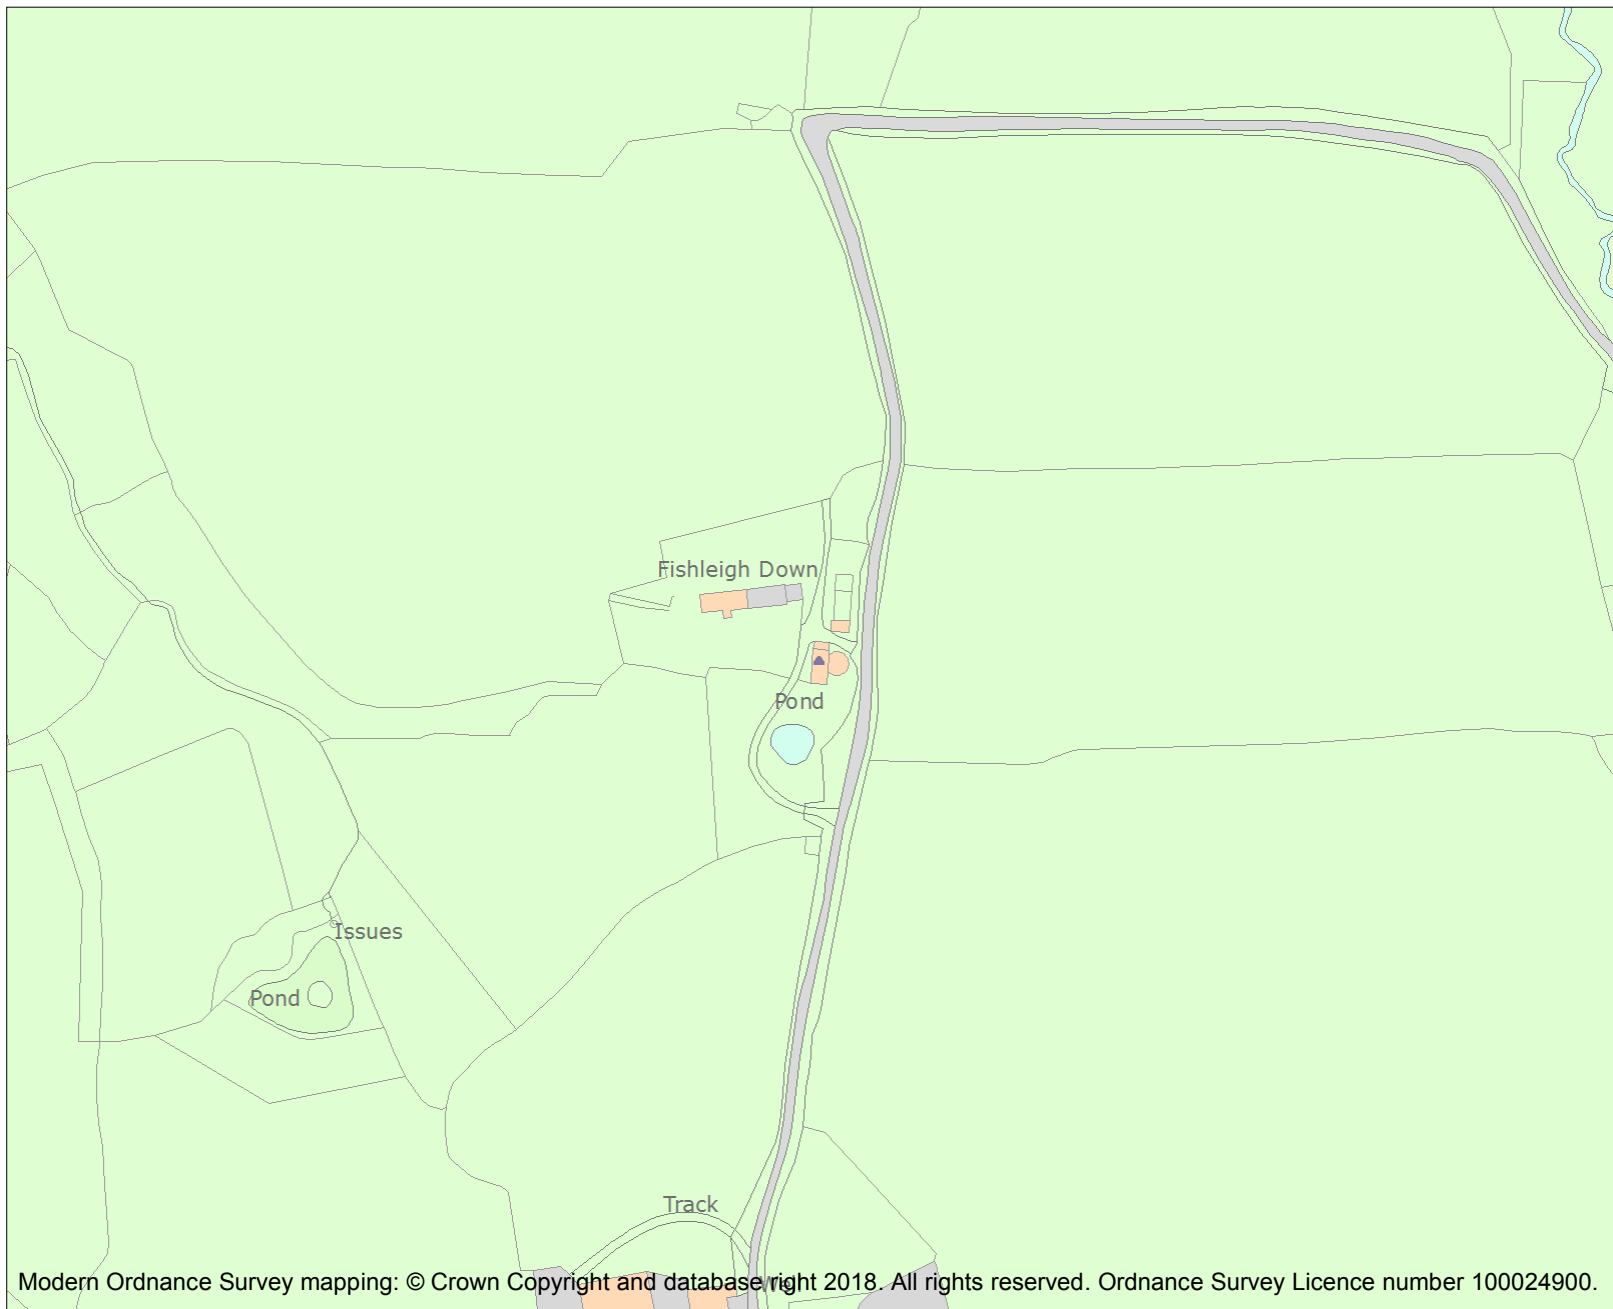 Fishleigh Down
Pond
Issues
Pond
Track
Modern Ordnance Survey mapping: © Crown Copyright and database right 2018. All rights reserved. Ordnance Survey Licence number 100024900.